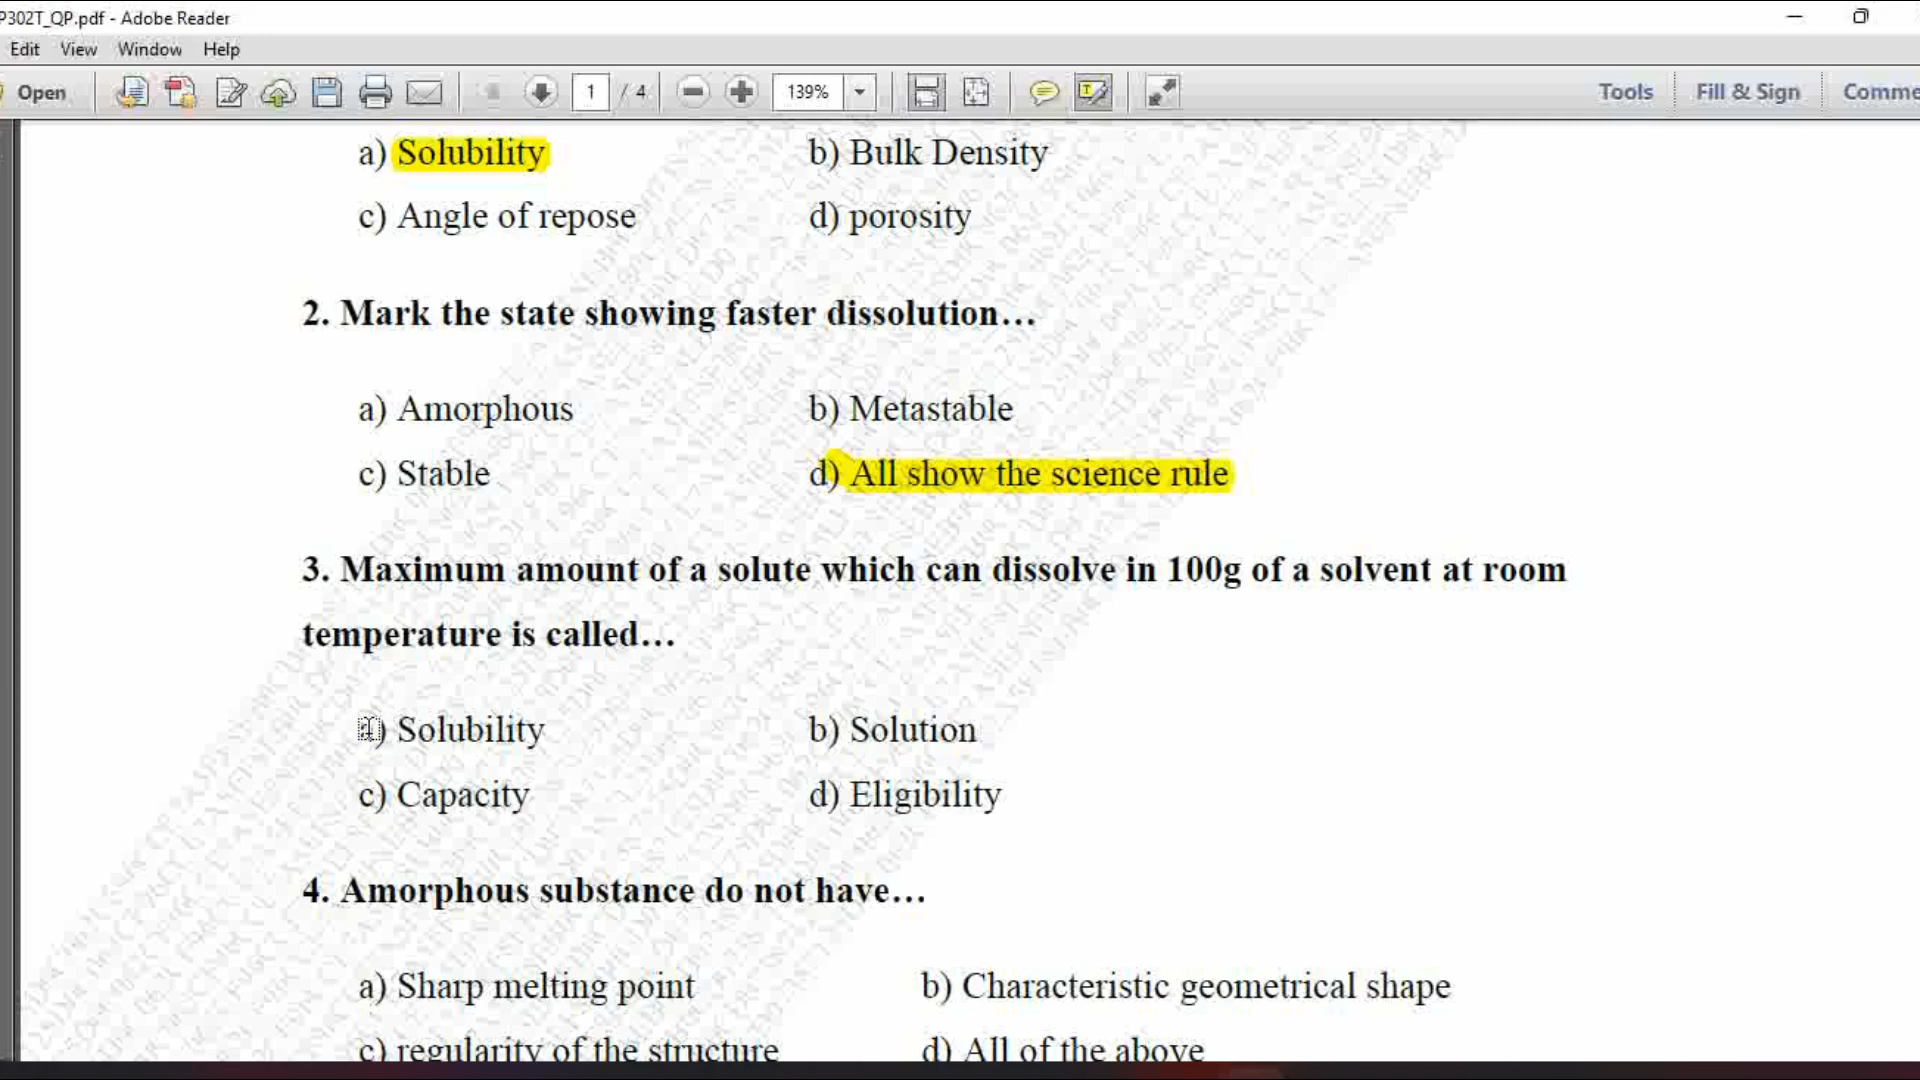 P302T_QP.pdf - Adobe Reader
Edit View Window Help
Open 1 / 4 139% Tools Fill & Sign Comme
a) Solubility b) Bulk Density
c) Angle of repose d) porosity
2. Mark the state showing faster dissolution…
a) Amorphous b) Metastable
c) Stable d) All show the science rule
3. Maximum amount of a solute which can dissolve in 100g of a solvent at room
temperature is called…
a) Solubility b) Solution
c) Capacity d) Eligibility
4. Amorphous substance do not have…
a) Sharp melting point b) Characteristic geometrical shape
c) regularity of the structure d) All of the above